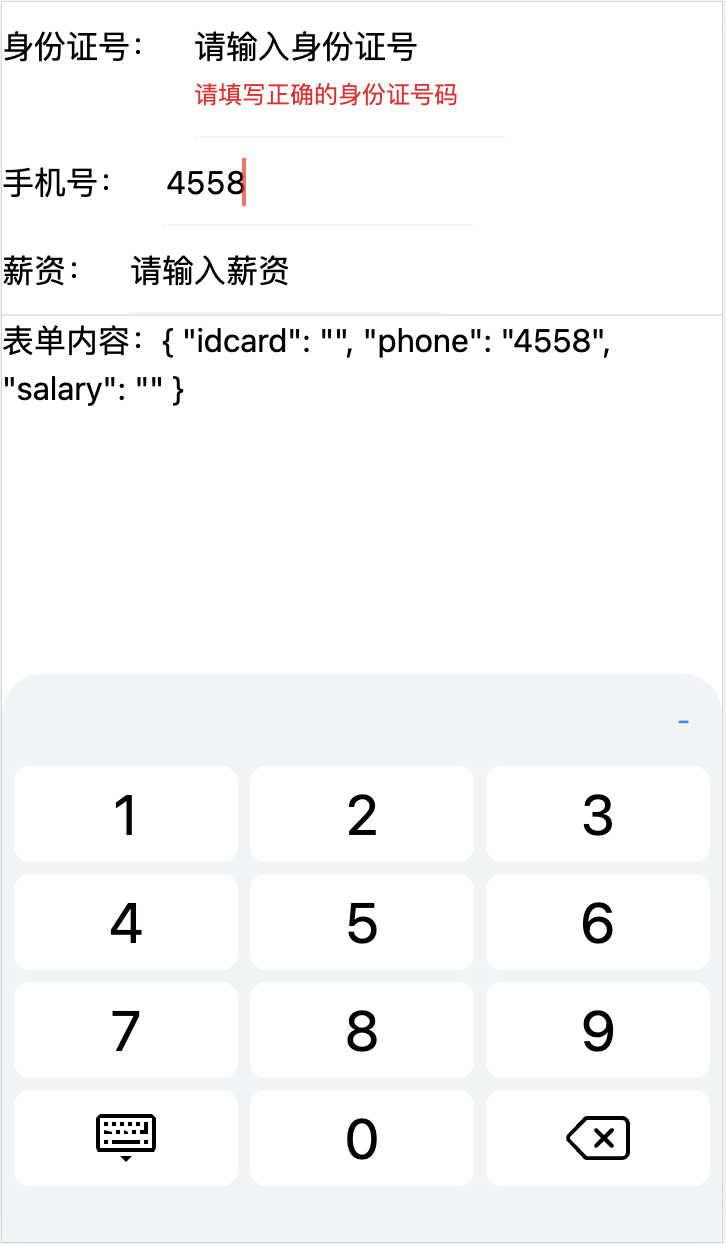 身份证号： 请输入身份证号
请填写正确的身份证号码
手机号： 4558
薪资： 请输入薪资
表单内容：{ "idcard": "", "phone": "4558",
"salary": "" }
-
1 2 3
4 5 6
7 8 9
0